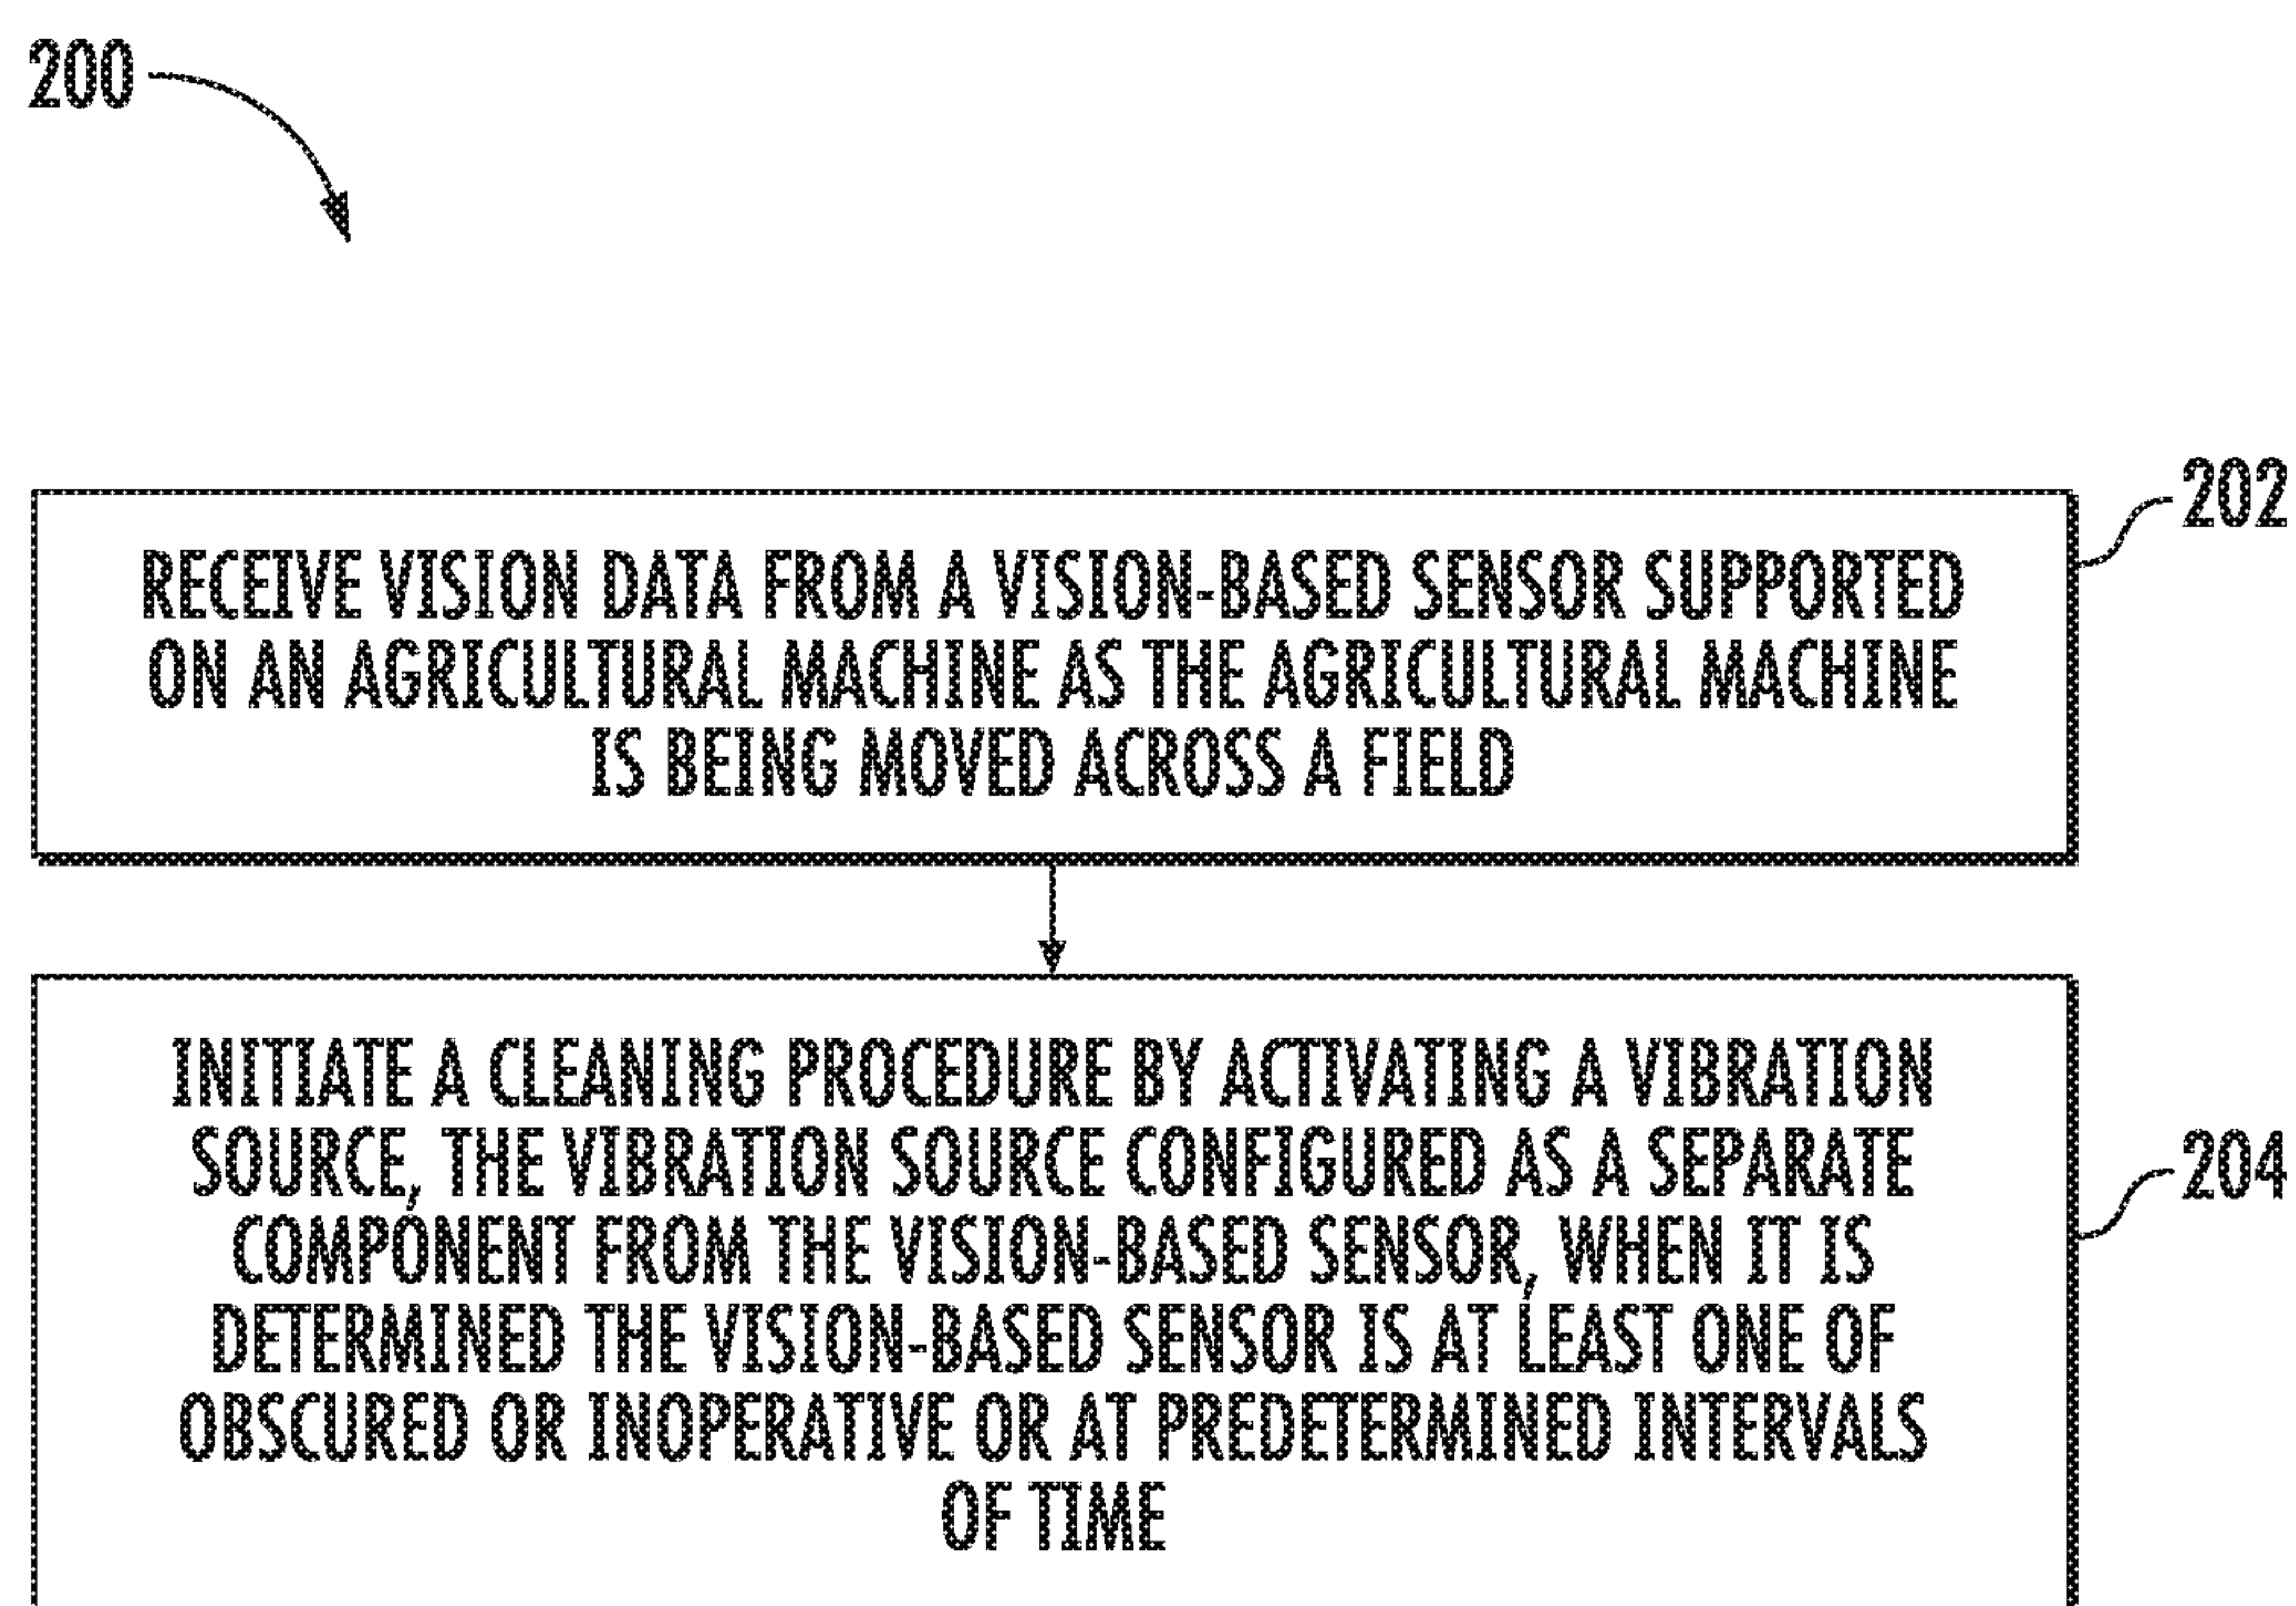 200
202
RECEIVE VISION DATA FROM A VISION-BASED SENSOR SUPPORTED
ON AN AGRICULTURAL MACHINE AS THE AGRICULTURAL MACHINE
IS BEING MOVED ACROSS A FIELD
INITIATE A CLEANING PROCEDURE BY ACTIVATING A VIBRATION
SOURCE, THE VIBRATION SOURCE CONFIGURED AS A SEPARATE
204
COMPONENT FROM THE VISION-BASED SENSOR, WHEN IT IS
DETERMINED THE VISION-BASED SENSOR IS AT LEAST ONE OF
OBSCURED OR INOPERATIVE OR AT PREDETERMINED INTERVALS
OF TIME